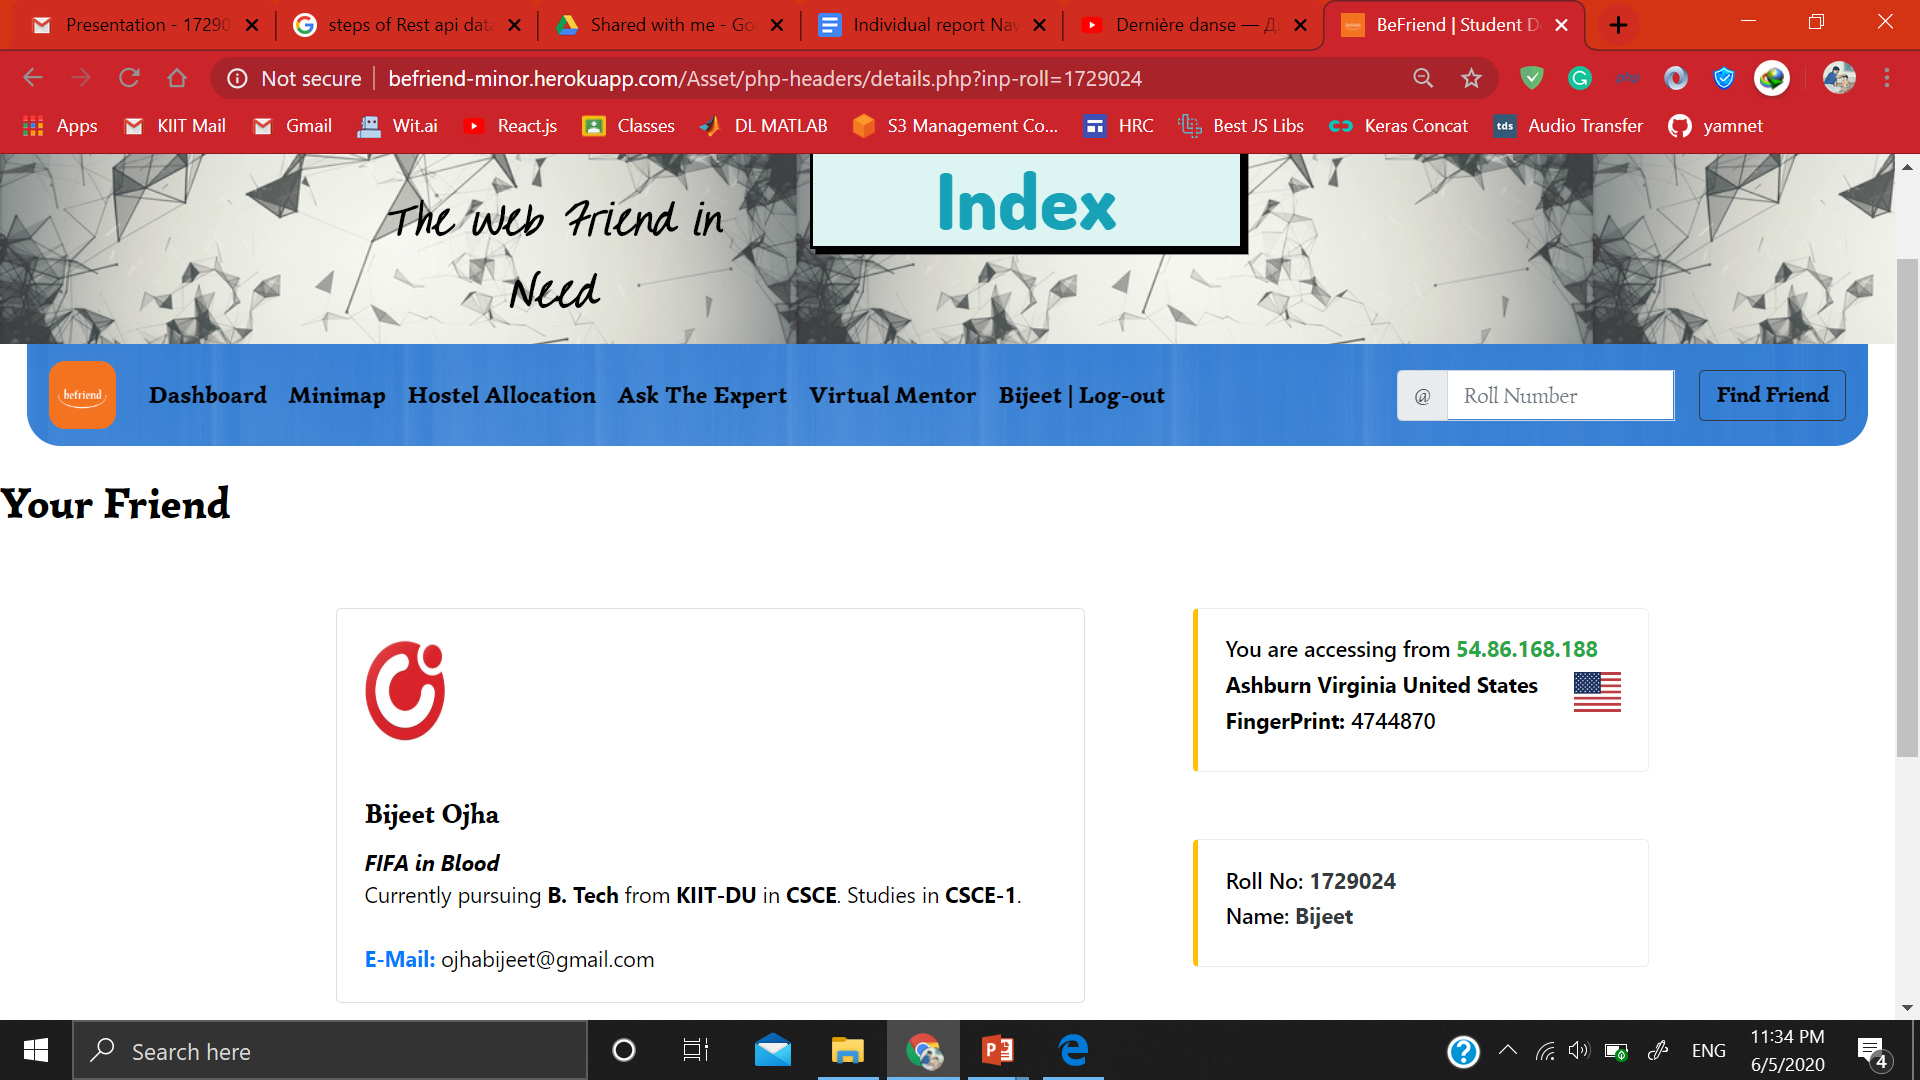 Presentation - 17290
steps of Rest api data
Shared with me - Goo
Individual report Nav
Dernière danse — Ди
BeFriend | Student D
Not secure
befriend-minor.herokuapp.com/Asset/php-headers/details.php?inp-roll=1729024
Apps
KIIT Mail
Gmail
Wit.ai
React.js
Classes
DL MATLAB
S3 Management Co...
HRC
Best JS Libs
Keras Concat
tds
Audio Transfer
yamnet
The Web Friend in
Need
Index
befriend
Dashboard
Minimap
Hostel Allocation
Ask The Expert
Virtual Mentor
Bijeet | Log-out
@
Roll Number
Find Friend
Your Friend
Bijeet Ojha
FIFA in Blood
Currently pursuing B. Tech from KIIT-DU in CSCE. Studies in CSCE-1.
E-Mail: ojhabijeet@gmail.com
You are accessing from 54.86.168.188
Ashburn Virginia United States
FingerPrint: 4744870
Roll No: 1729024
Name: Bijeet
Search here
ENG
11:34 PM
6/5/2020
4